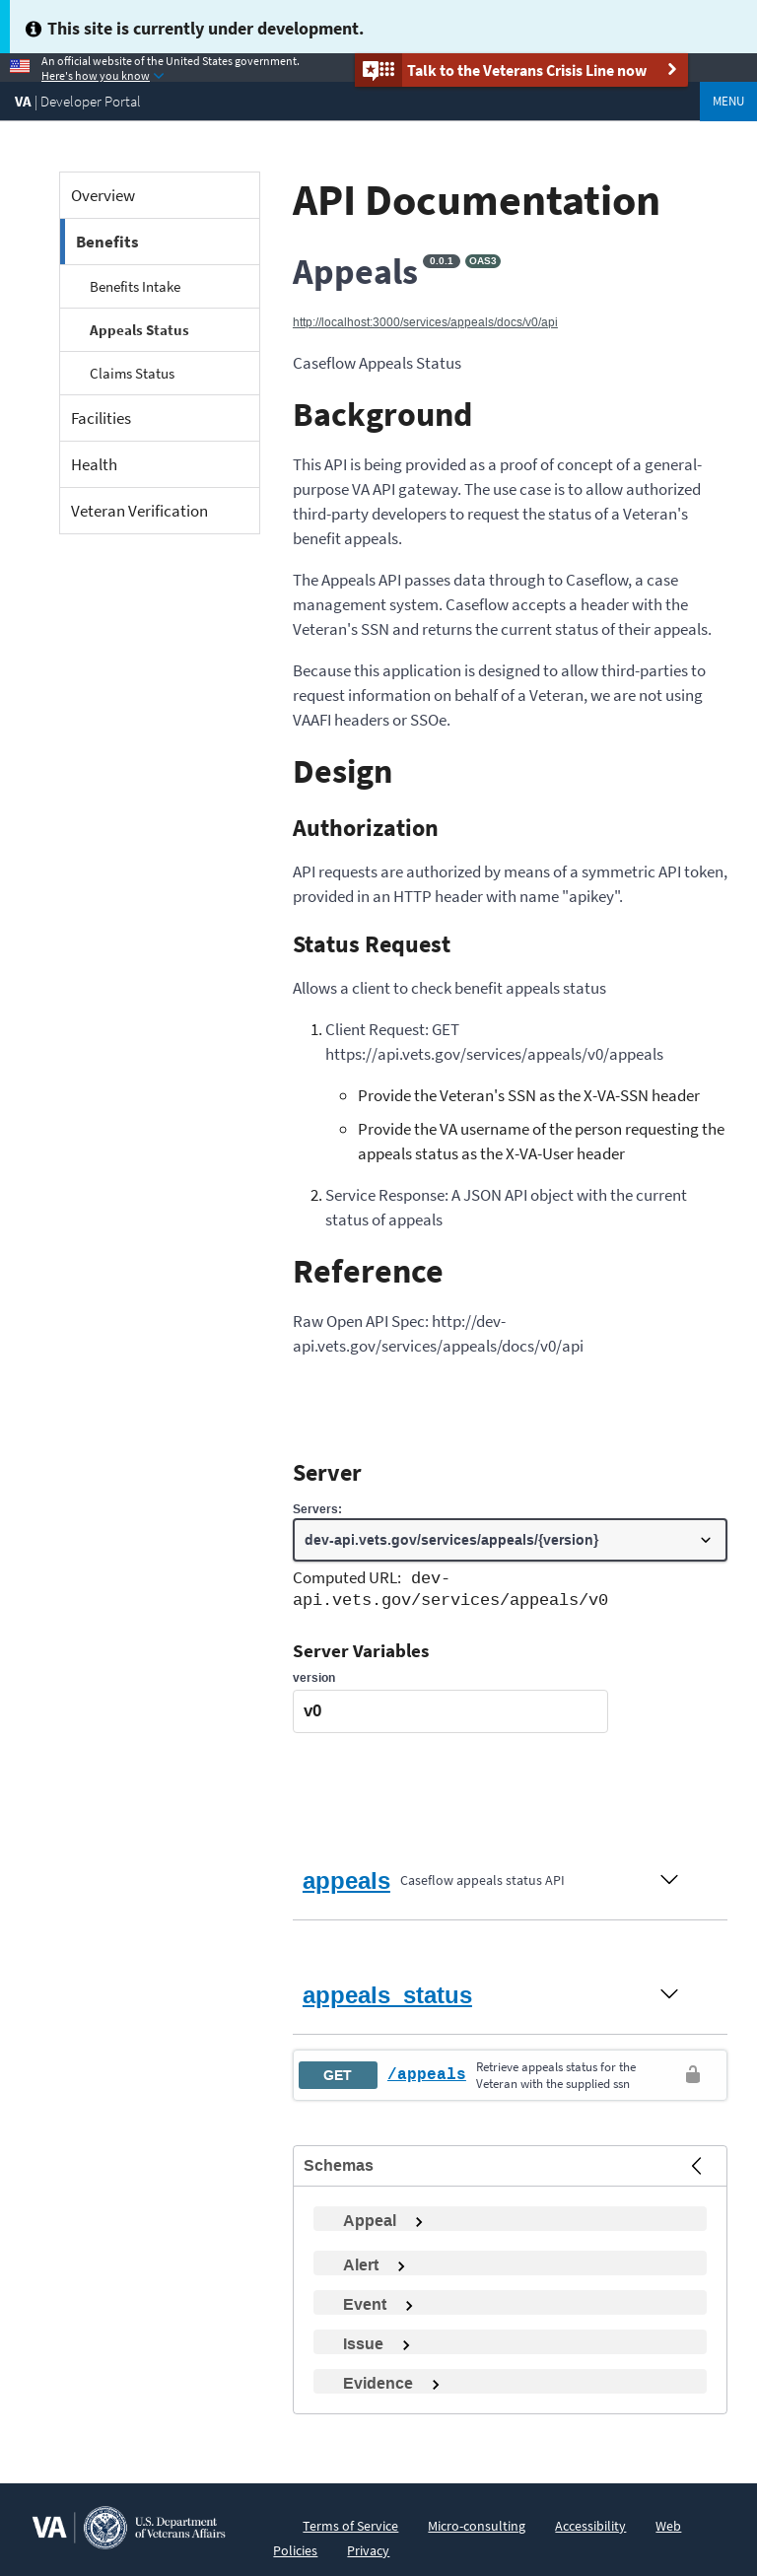 This site is currently under development.
An official website of the United States government.
Here's how you know
Talk to the Veterans Crisis Line now
VA | Developer Portal
MENU
Overview
Benefits
Benefits Intake
Appeals Status
Claims Status
Facilities
Health
Veteran Verification
API Documentation
Appeals 0.0.1 OAS3
http://localhost:3000/services/appeals/docs/v0/api
Caseflow Appeals Status
Background
This API is being provided as a proof of concept of a general-
purpose VA API gateway. The use case is to allow authorized
third-party developers to request the status of a Veteran's
benefit appeals.
The Appeals API passes data through to Caseflow, a case
management system. Caseflow accepts a header with the
Veteran's SSN and returns the current status of their appeals.
Because this application is designed to allow third-parties to
request information on behalf of a Veteran, we are not using
VAAFI headers or SSOe.
Design
Authorization
API requests are authorized by means of a symmetric API token,
provided in an HTTP header with name "apikey".
Status Request
Allows a client to check benefit appeals status
1. Client Request: GET
https://api.vets.gov/services/appeals/v0/appeals
◦ Provide the Veteran's SSN as the X-VA-SSN header
◦ Provide the VA username of the person requesting the
appeals status as the X-VA-User header
2. Service Response: A JSON API object with the current
status of appeals
Reference
Raw Open API Spec: http://dev-
api.vets.gov/services/appeals/docs/v0/api
Server
Servers:
dev-api.vets.gov/services/appeals/{version}
Computed URL: dev-
api.vets.gov/services/appeals/v0
Server Variables
version
v0
appeals Caseflow appeals status API
appeals_status
GET /appeals Retrieve appeals status for the
Veteran with the supplied ssn
Schemas
Appeal
Alert
Event
Issue
Evidence
VA
U.S. Department
of Veterans Affairs
Terms of Service Micro-consulting Accessibility Web
Policies Privacy